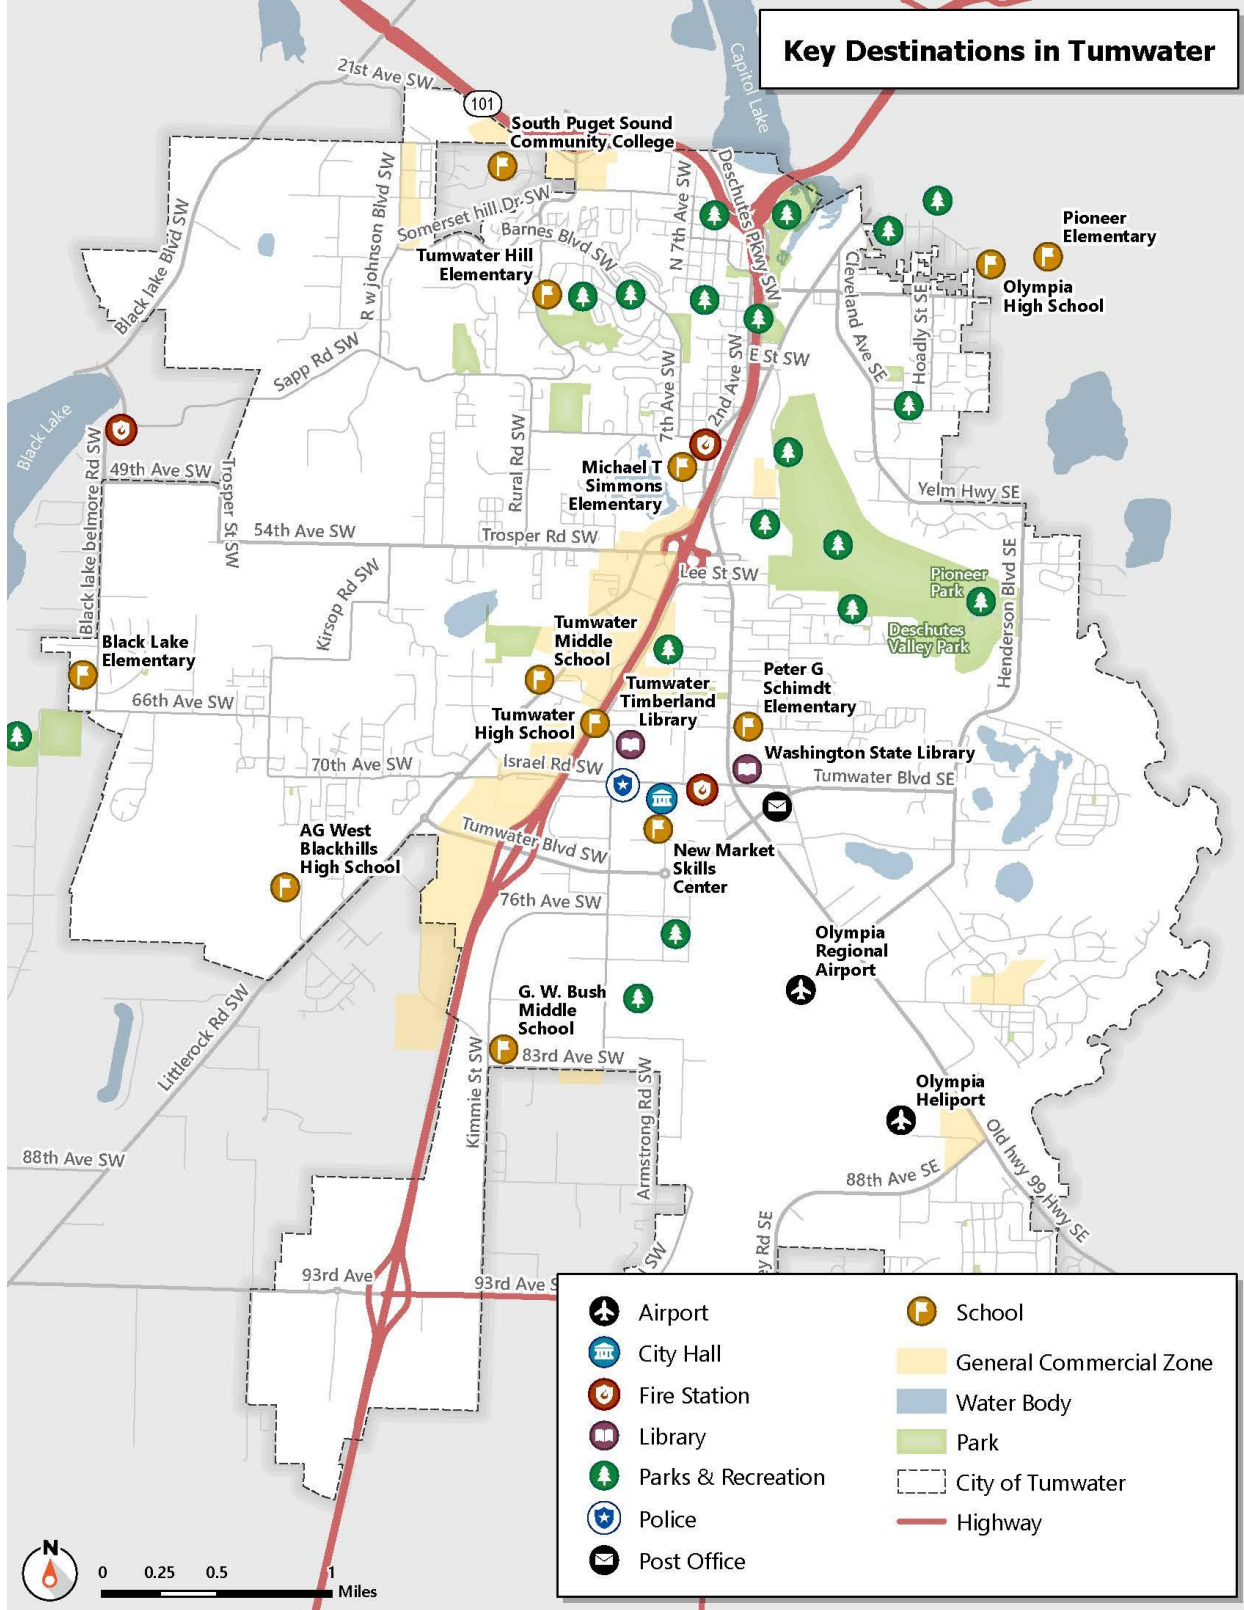 Key Destinations in Tumwater
21st Ave SW
101
Capitol Lake
South Puget Sound
Community College
Deschutes Pkwy SW
N 7th Ave SW
R w johnson Blvd SW
Somerset hill Dr SW
Barnes Blvd SW
Black lake Blvd SW
Tumwater Hill
Elementary
Pioneer
Elementary
Olympia
High School
Cleveland Ave SE
Hoadly St SE
Sapp Rd SW
E St SW
2nd Ave SW
7th Ave SW
Black Lake
Rural Rd SW
49th Ave SW
Trosper St SW
Black lake belmore Rd SW
Michael T
Simmons
Elementary
Yelm Hwy SE
54th Ave SW
Trosper Rd SW
Lee St SW
Kirsop Rd SW
Pioneer
Park
Deschutes
Valley Park
Henderson Blvd SE
Black Lake
Elementary
Tumwater
Middle
School
Tumwater
Timberland
Library
Peter G
Schimdt
Elementary
66th Ave SW
Tumwater
High School
Washington State Library
70th Ave SW
Israel Rd SW
Tumwater Blvd SE
AG West
Blackhills
High School
Tumwater Blvd SW
New Market
Skills
Center
76th Ave SW
Olympia
Regional
Airport
G. W. Bush
Middle
School
Littlerock Rd SW
83rd Ave SW
Kimmie St SW
Armstrong Rd SW
Olympia
Heliport
Old hwy 99 Hwy SE
88th Ave SW
88th Ave SE
ey Rd SE
SW
93rd Ave
93rd Ave S
Airport
City Hall
Fire Station
Library
Parks & Recreation
Police
Post Office
School
General Commercial Zone
Water Body
Park
City of Tumwater
Highway
N
0 0.25 0.5 1
Miles